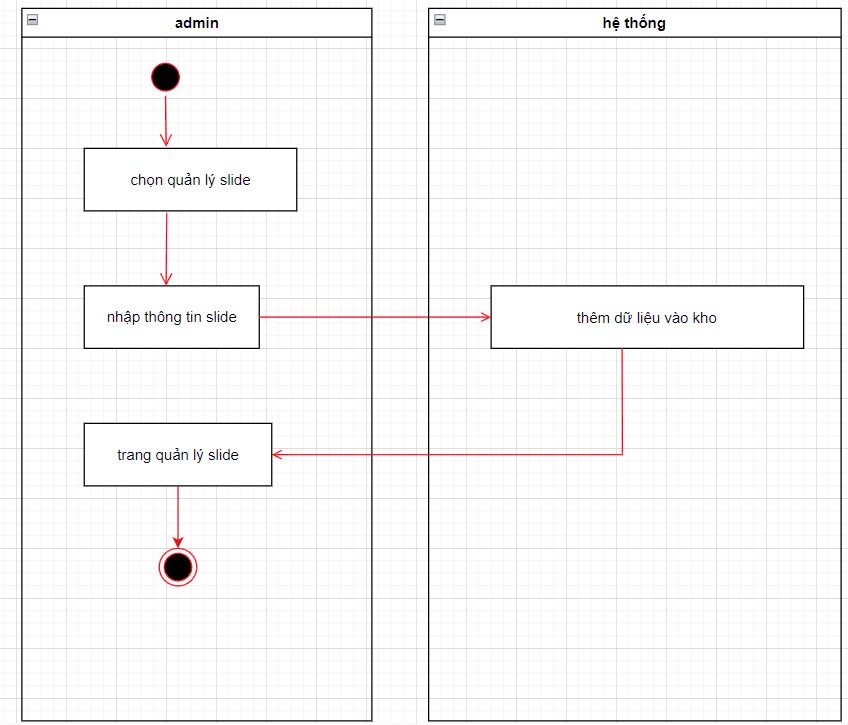 admin
hệ thống
chọn quản lý slide
nhập thông tin slide
thêm dữ liệu vào kho
trang quản lý slide